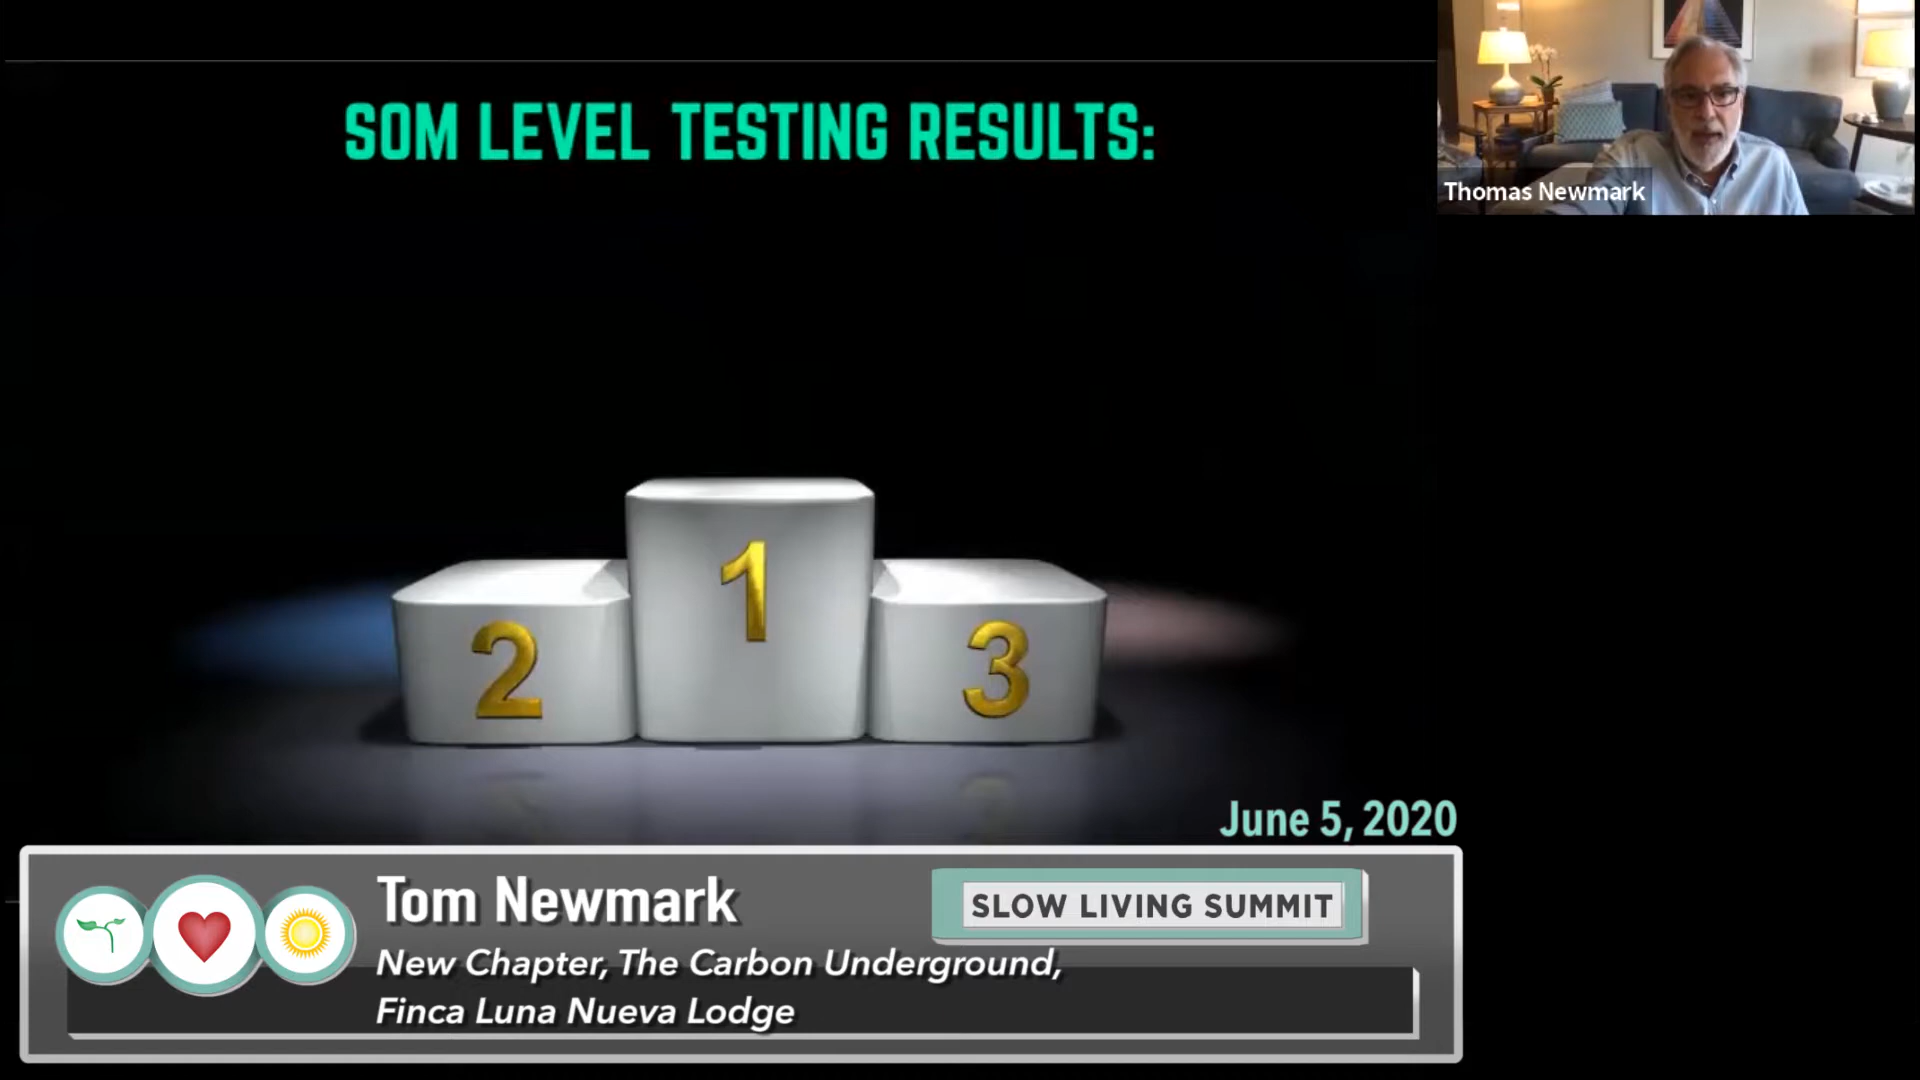 SOM LEVEL TESTING RESULTS:
Thomas Newmark
1
2
3
June 5, 2020
Tom Newmark
SLOW LIVING SUMMIT
New Chapter, The Carbon Underground,
Finca Luna Nueva Lodge